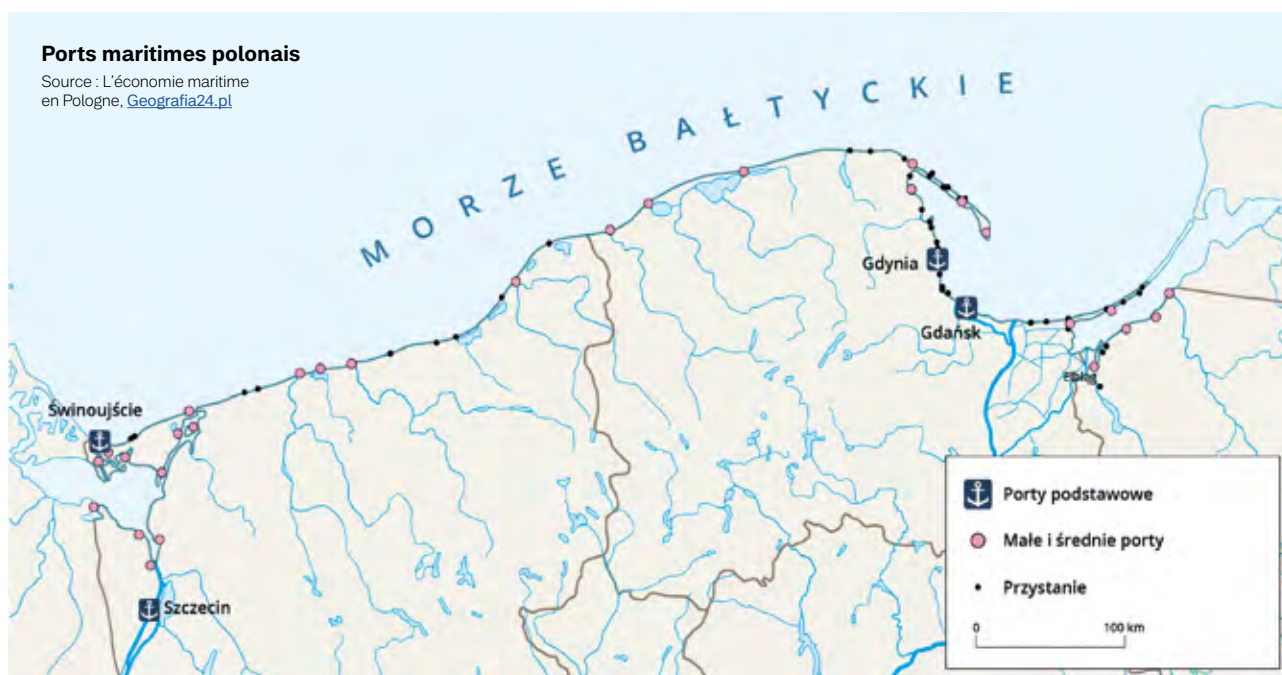 Ports maritimes polonais
Source : L'économie maritime
en Pologne, Geografia24.pl
MORZE BAŁTYCKIE
Gdynia
Gdańsk
Elbląg
Świnoujście
Szczecin
Porty podstawowe
Małe i średnie porty
Przystanie
0 100 km